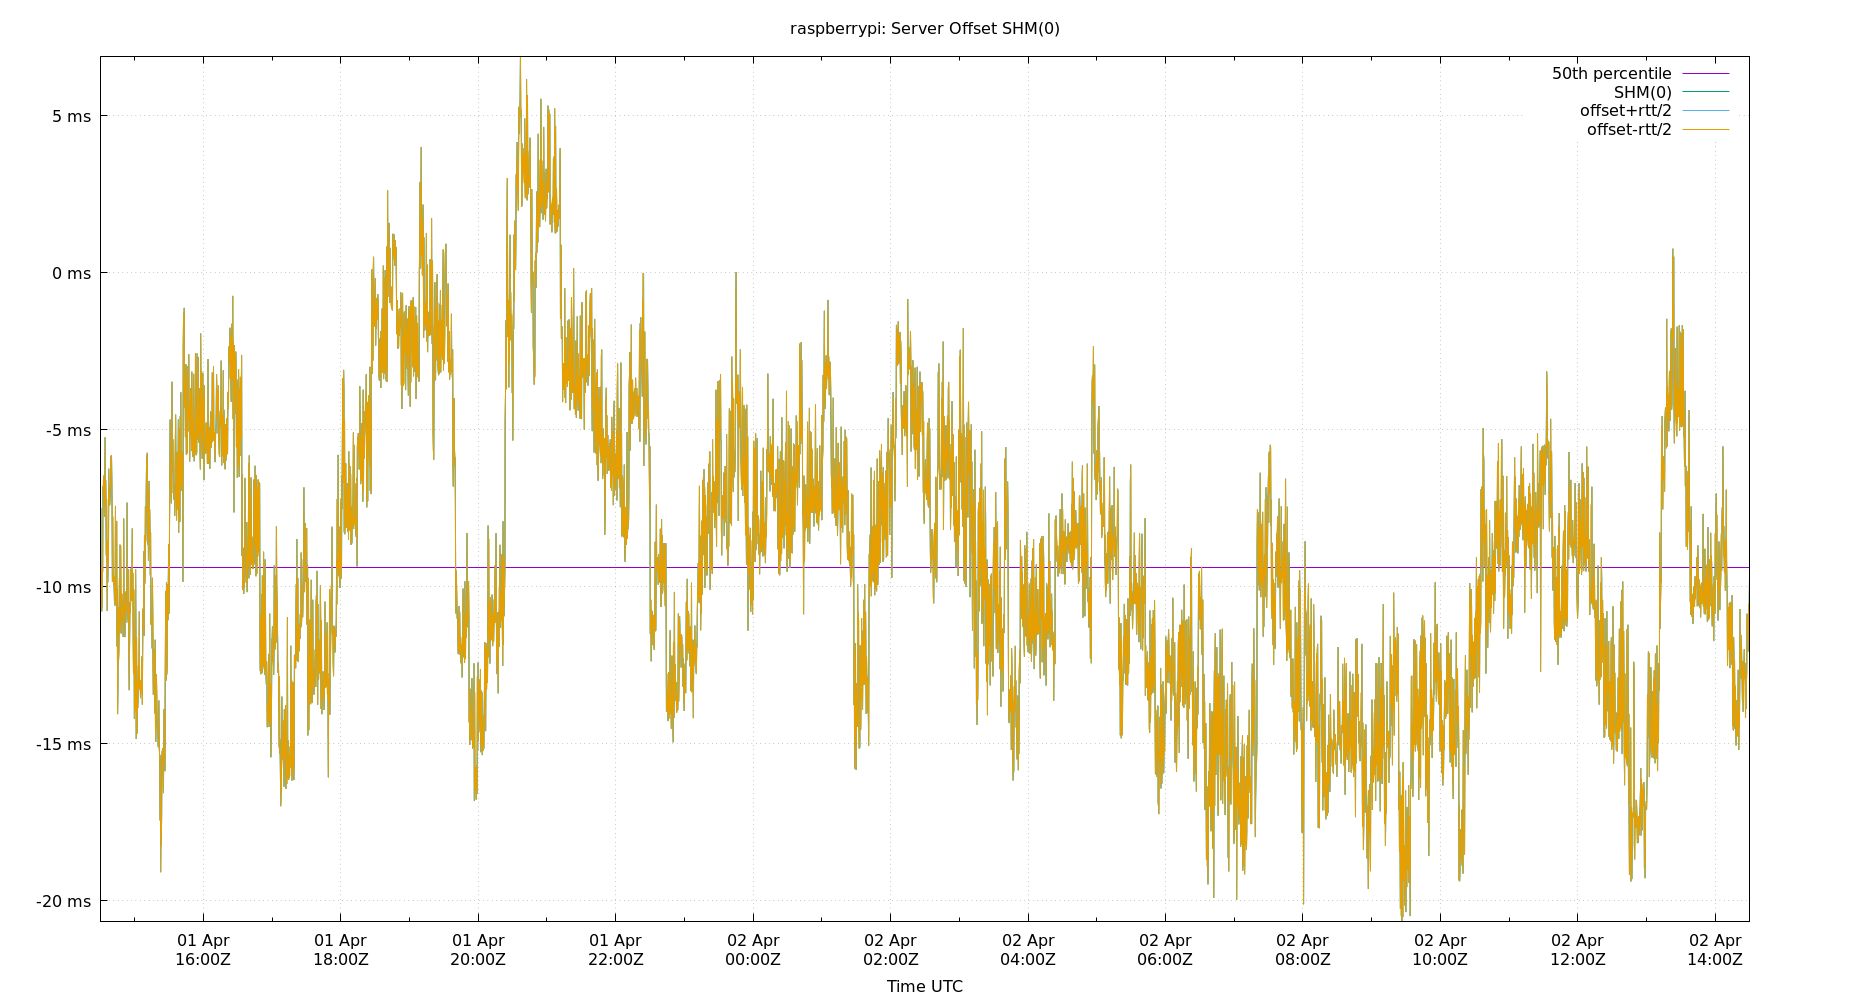 raspberrypi: Server Offset SHM(0)
50th percentile
SHM(0)
offset+rtt/2
offset-rtt/2
5 ms
0 ms
-5 ms
-10 ms
-15 ms
-20 ms
01 Apr 01 Apr 01 Apr 01 Apr 02 Apr 02 Apr 02 Apr 02 Apr 02 Apr 02 Apr 02 Apr 02 Apr
16:00Z 18:00Z 20:00Z 22:00Z 00:00Z 02:00Z 04:00Z 06:00Z 08:00Z 10:00Z 12:00Z 14:00Z
Time UTC